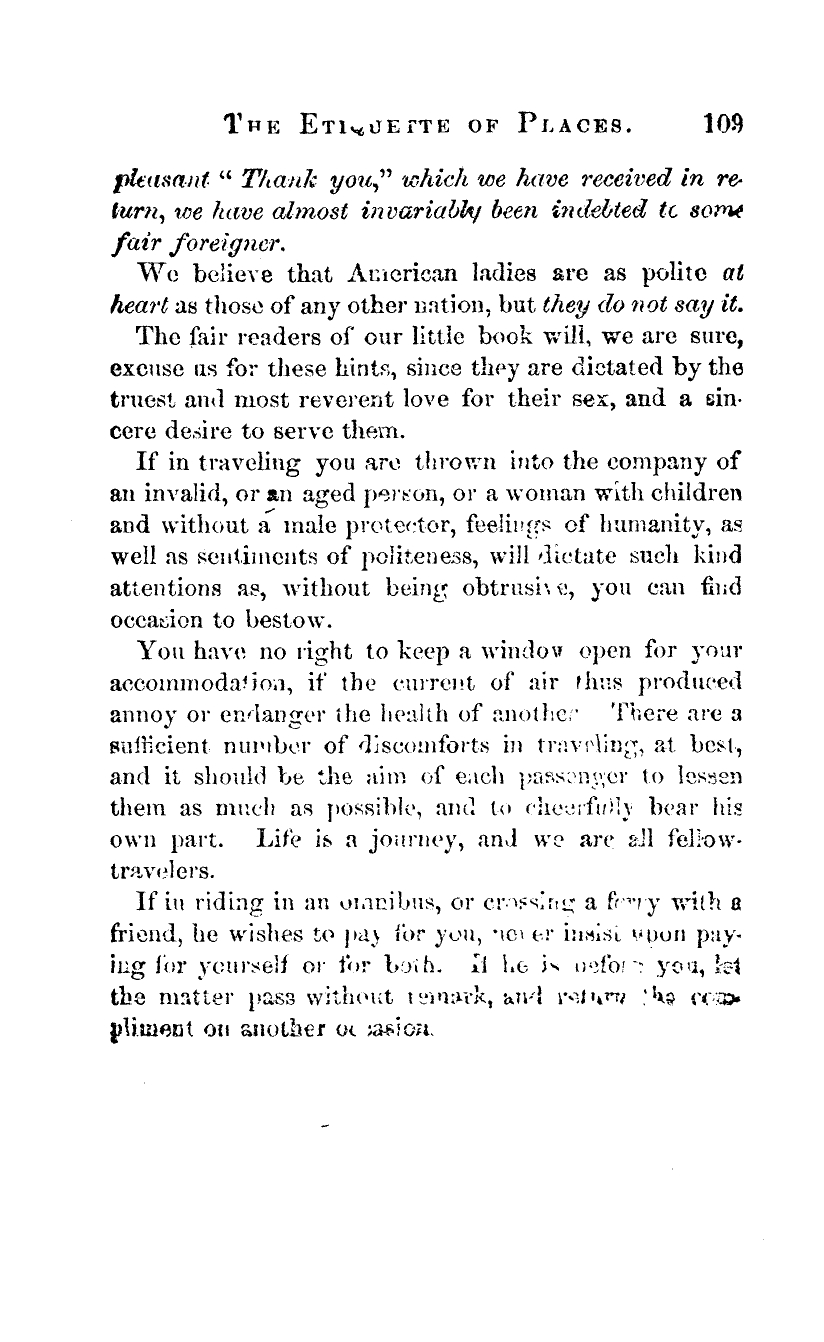 THE ETIQUETTE OF PLACES. 109
pleasant "Thank you," which we have received in re-
turn, we have almost invariably been indebted to some
fair foreigner.
We believe that American ladies are as polite at
heart as those of any other nation, but they do not say it.
The fair readers of our little book will, we are sure,
excuse us for these hints, since they are dictated by the
truest and most reverent love for their sex, and a sin-
cere desire to serve them.
If in traveling you are thrown into the company of
an invalid, or an aged person, or a woman with children
and without a male protector, feelings of humanity, as
well as sentiments of politeness, will dictate such kind
attentions as, without being obtrusive, you can find
occasion to bestow.
You have no right to keep a window open for your
accommodation, if the current of air thus produced
annoy or endanger the health of another There are a
sufficient number of discomforts in traveling, at best,
and it should be the aim of each passenger to lessen
them as much as possible, and to cheerfully bear his
own part. Life is a journey, and we are all fellow-
travelers.
If in riding in an omnibus, or crossing a ferry with a
friend, he wishes to pay for you, never insist upon pay-
ing for yourself or for both. If he is before you, let
the matter pass without remark, and return the com-
pliment on another occasion.